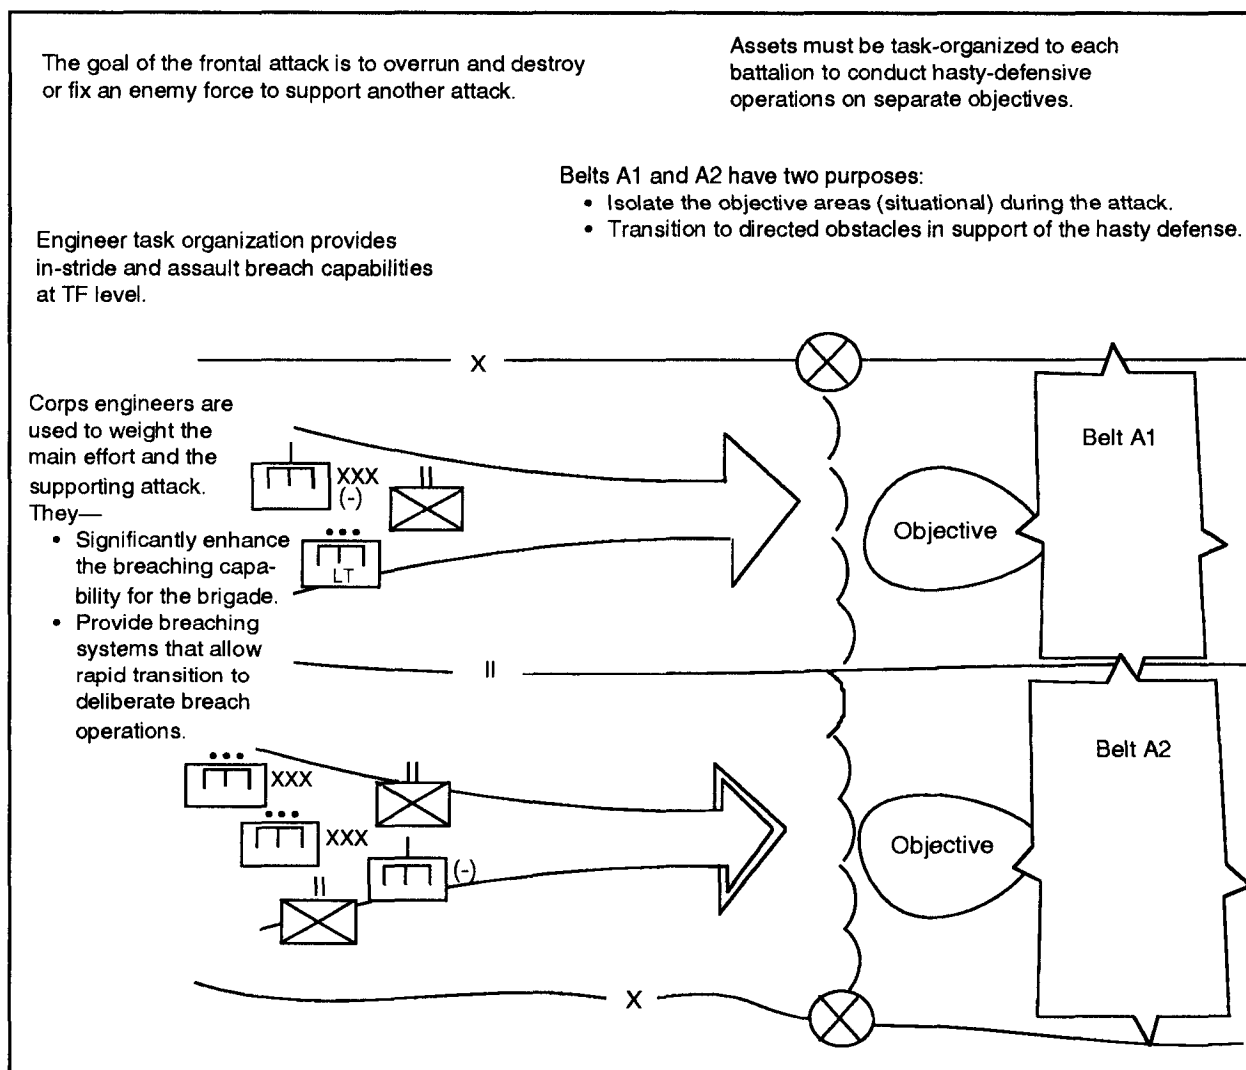 The goal of the frontal attack is to overrun and destroy
or fix an enemy force to support another attack.
Assets must be task-organized to each
battalion to conduct hasty-defensive
operations on separate objectives.
Belts A1 and A2 have two purposes:
• Isolate the objective areas (situational) during the attack.
• Transition to directed obstacles in support of the hasty defense.
Engineer task organization provides
in-stride and assault breach capabilities
at TF level.
X
Corps engineers are
used to weight the
main effort and the
supporting attack.
They—
• Significantly enhance
the breaching capa-
bility for the brigade.
• Provide breaching
systems that allow
rapid transition to
deliberate breach
operations.
XXX
(-)
II
LT
Objective
Belt A1
II
XXX
II
XXX
(-)
II
Objective
Belt A2
X